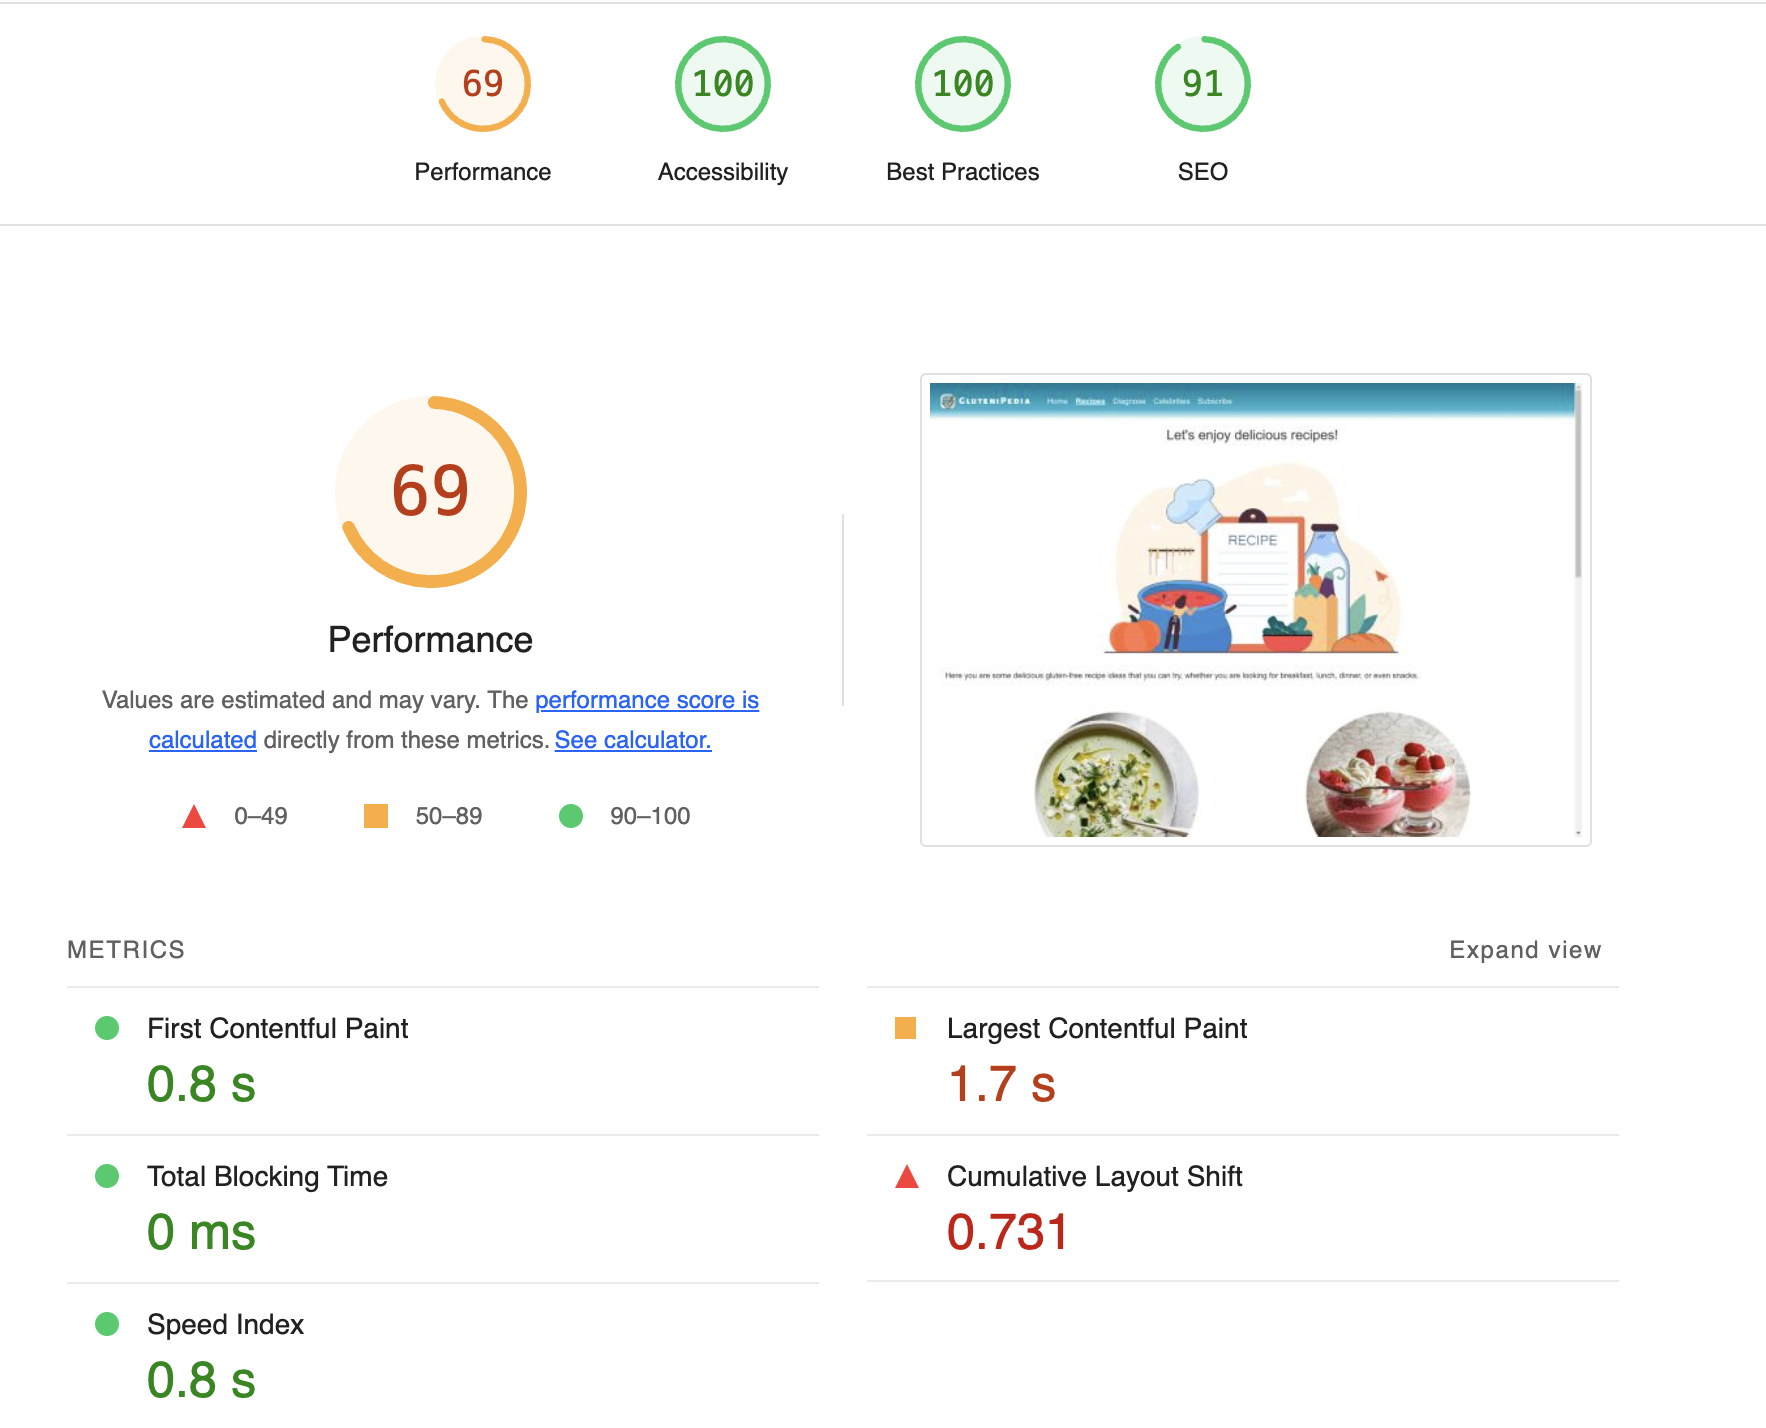 69
100
100
91
Performance
Accessibility
Best Practices
SEO
69
Performance
Values are estimated and may vary. The performance score is
calculated directly from these metrics. See calculator.
0–49
50–89
90–100
GLUTENIPEDIA
Home Recipes Diagnose Celebrities Subscribe
Let's enjoy delicious recipes!
RECIPE
Here you are some delicious gluten-free recipe ideas that you can try, whether you are looking for breakfast, lunch, dinner, or even snacks.
METRICS
Expand view
First Contentful Paint
0.8 s
Largest Contentful Paint
1.7 s
Total Blocking Time
0 ms
Cumulative Layout Shift
0.731
Speed Index
0.8 s